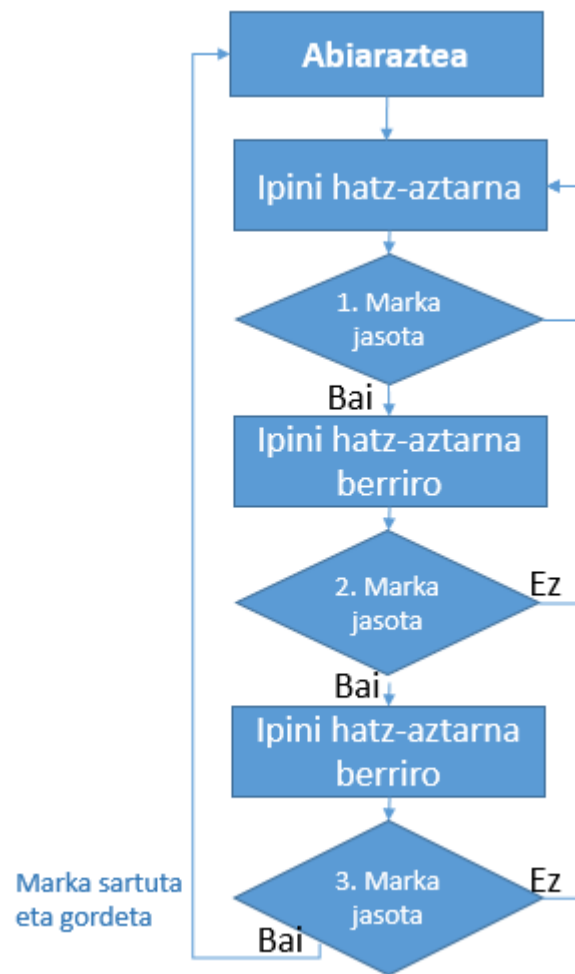 Abiaraztea
Ipini hatz-aztarna
1. Marka
jasota
Bai
Ipini hatz-aztarna
berriro
2. Marka
jasota
Ez
Bai
Ipini hatz-aztarna
berriro
3. Marka
jasota
Ez
Bai
Marka sartuta
eta gordeta